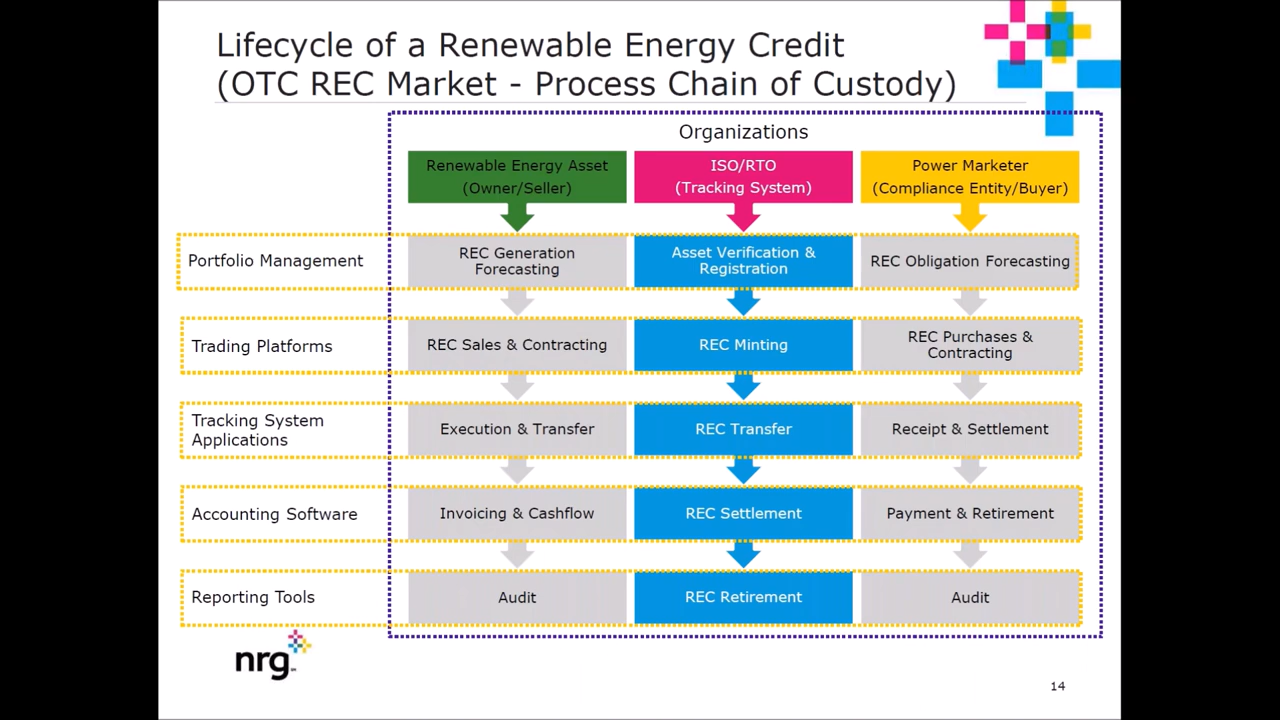 Lifecycle of a Renewable Energy Credit
(OTC REC Market - Process Chain of Custody)
Organizations
Renewable Energy Asset
(Owner/Seller)
ISO/RTO
(Tracking System)
Power Marketer
(Compliance Entity/Buyer)
Portfolio Management
REC Generation
Forecasting
Asset Verification &
Registration
REC Obligation Forecasting
Trading Platforms
REC Sales & Contracting
REC Minting
REC Purchases &
Contracting
Tracking System
Applications
Execution & Transfer
REC Transfer
Receipt & Settlement
Accounting Software
Invoicing & Cashflow
REC Settlement
Payment & Retirement
Reporting Tools
Audit
REC Retirement
Audit
nrg
14